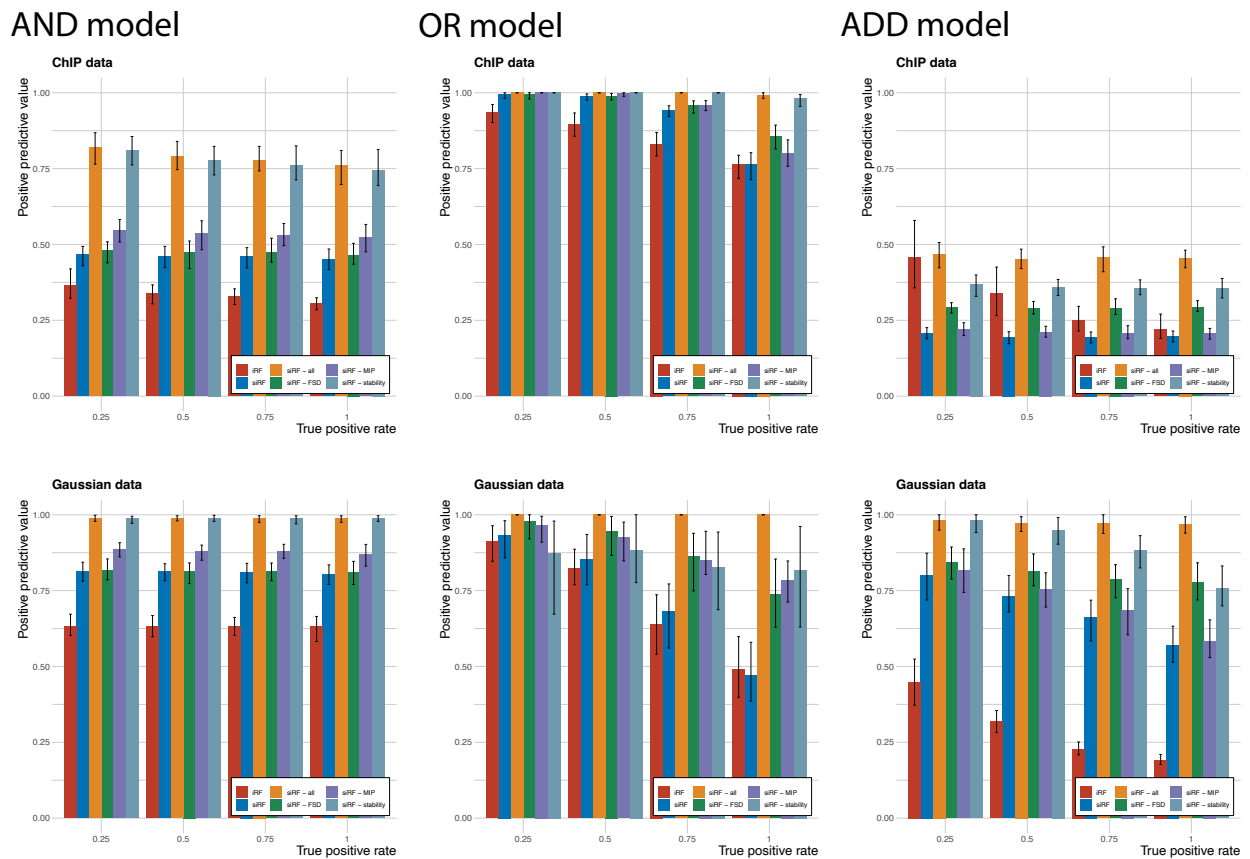 AND model
OR model
ADD model
ChIP data
Positive predictive value
1.00
0.75
0.50
0.25
0.00
iRF
siRF – all
siRF – MIP
siRF
siRF – FSD
siRF – stability
0.25
0.5
0.75
1
True positive rate
ChIP data
Positive predictive value
1.00
0.75
0.50
0.25
0.00
iRF
siRF – all
siRF – MIP
siRF
siRF – FSD
siRF – stability
0.25
0.5
0.75
1
True positive rate
ChIP data
Positive predictive value
1.00
0.75
0.50
0.25
0.00
iRF
siRF – all
siRF – MIP
siRF
siRF – FSD
siRF – stability
0.25
0.5
0.75
1
True positive rate
Gaussian data
Positive predictive value
1.00
0.75
0.50
0.25
0.00
iRF
siRF – all
siRF – MIP
siRF
siRF – FSD
siRF – stability
0.25
0.5
0.75
1
True positive rate
Gaussian data
Positive predictive value
1.00
0.75
0.50
0.25
0.00
iRF
siRF – all
siRF – MIP
siRF
siRF – FSD
siRF – stability
0.25
0.5
0.75
1
True positive rate
Gaussian data
Positive predictive value
1.00
0.75
0.50
0.25
0.00
iRF
siRF – all
siRF – MIP
siRF
siRF – FSD
siRF – stability
0.25
0.5
0.75
1
True positive rate